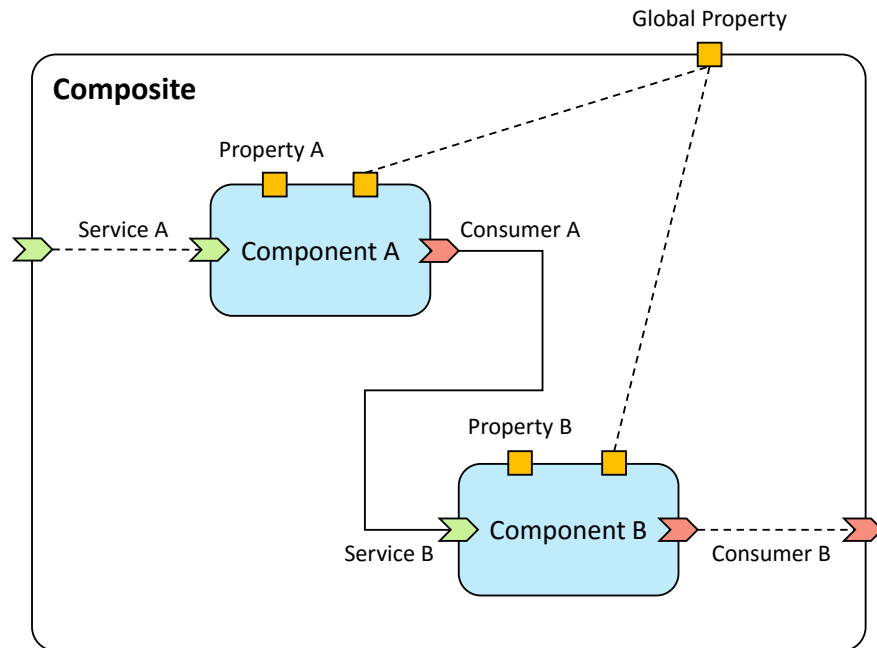 Global Property
Composite
Property A
Service A
Component A
Consumer A
Property B
Component B
Service B
Consumer B